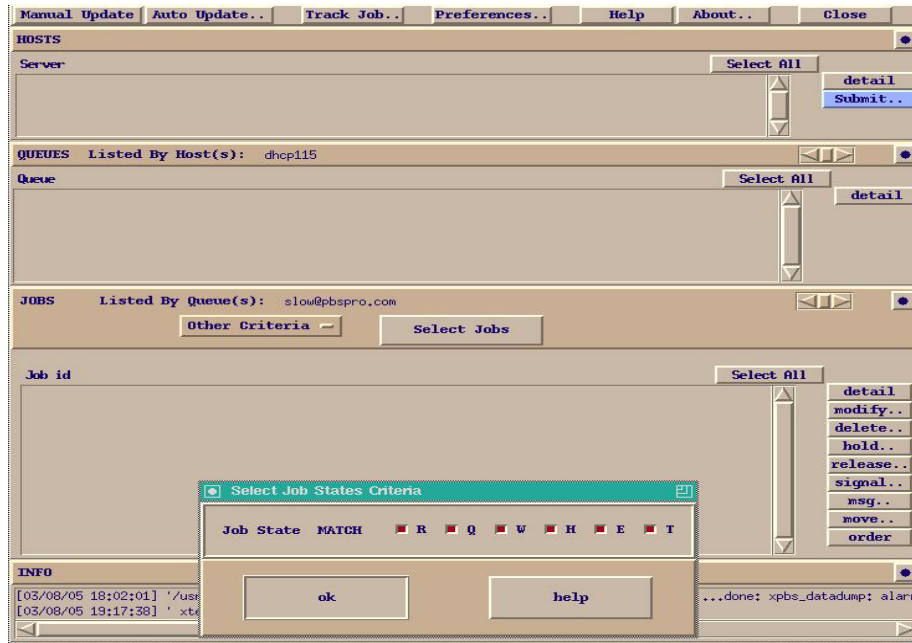 Manual Update Auto Update.. Track Job.. Preferences.. Help About.. Close
HOSTS
Server Select All
detail
Submit..
QUEUES Listed By Host(s): dhcp115
Queue Select All
detail
JOBS Listed By Queue(s): slow@pbspro.com
Other Criteria Select Jobs
Job id Select All
detail
modify..
delete..
hold..
release..
signal..
msg..
move..
order
Select Job States Criteria
Job State MATCH R Q W H E T
ok help
INFO
[03/08/05 18:02:01] '/usr ...done; xpbs_datadump; alarm
[03/08/05 19:17:38] ' xte